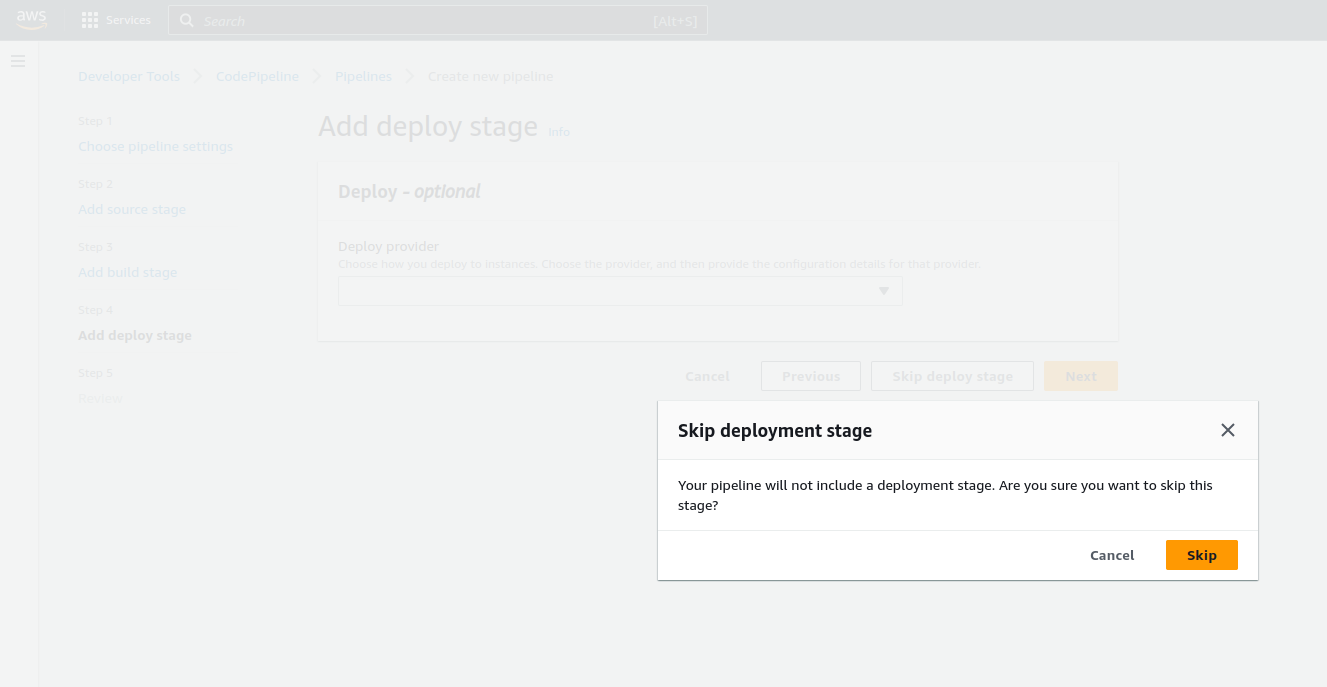 aws
Services
Search
[Alt+S]
Developer Tools
CodePipeline
Pipelines
Create new pipeline
Step 1
Choose pipeline settings
Step 2
Add source stage
Step 3
Add build stage
Step 4
Add deploy stage
Step 5
Review
Add deploy stage Info
Deploy - optional
Deploy provider
Choose how you deploy to instances. Choose the provider, and then provide the configuration details for that provider.
Cancel
Previous
Skip deploy stage
Next
Skip deployment stage
Your pipeline will not include a deployment stage. Are you sure you want to skip this
stage?
Cancel
Skip